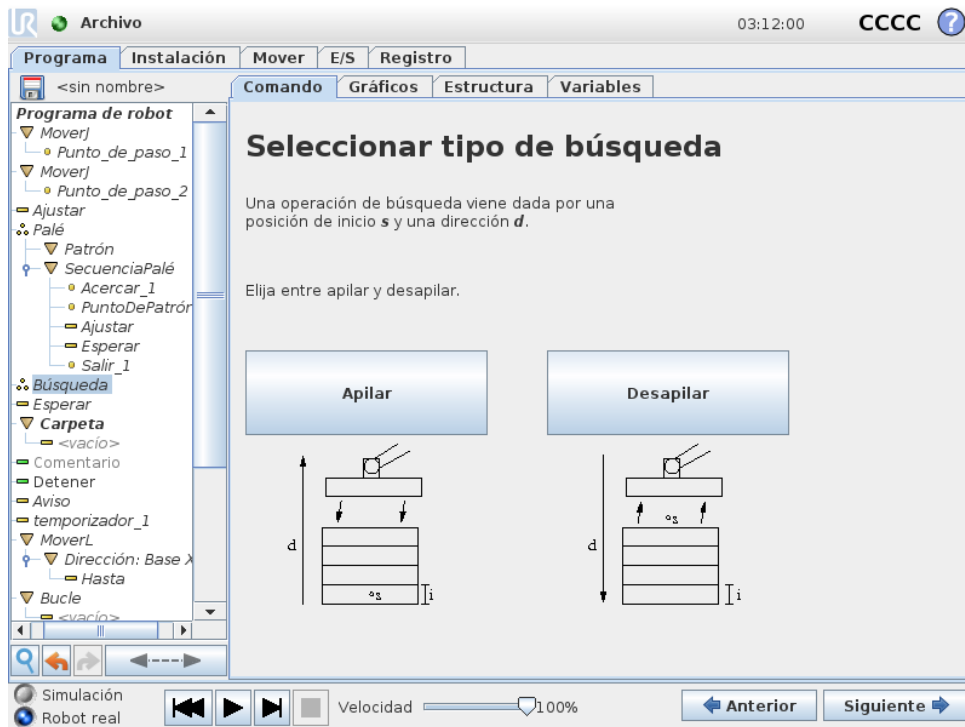 UR Archivo 03:12:00 CCCC ?
Programa Instalación Mover E/S Registro
<sin nombre> Comando Gráficos Estructura Variables
Programa de robot
MoverJ
Punto_de_paso_1
MoverJ
Punto_de_paso_2
Ajustar
Palé
Patrón
SecuenciaPalé
Acercar_1
PuntoDePatrón
Ajustar
Esperar
Salir_1
Búsqueda
Esperar
Carpeta
<vacío>
Comentario
Detener
Aviso
temporizador_1
MoverL
Dirección: Base X
Hasta
Bucle
<vacío>
Seleccionar tipo de búsqueda
Una operación de búsqueda viene dada por una
posición de inicio s y una dirección d.
Elija entre apilar y desapilar.
Apilar Desapilar
d s i
d s i
Simulación
Robot real
Velocidad 100% Anterior Siguiente